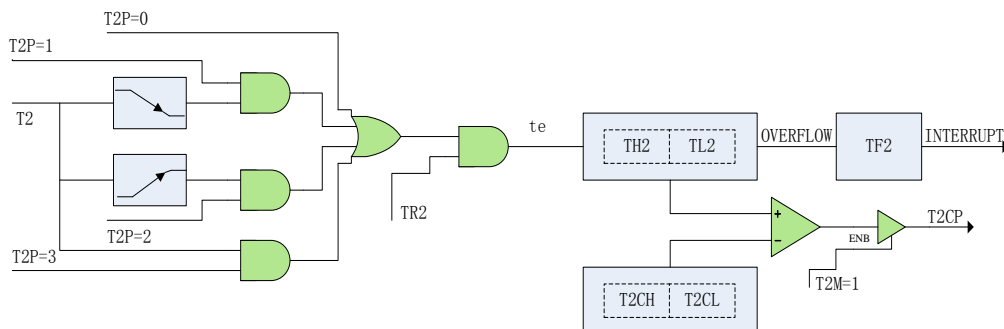 T2P=0
T2P=1
T2
T2P=2
T2P=3
TR2
te
TH2 TL2
OVERFLOW
TF2
INTERRUPT
+
−
ENB
T2CP
T2M=1
T2CH T2CL